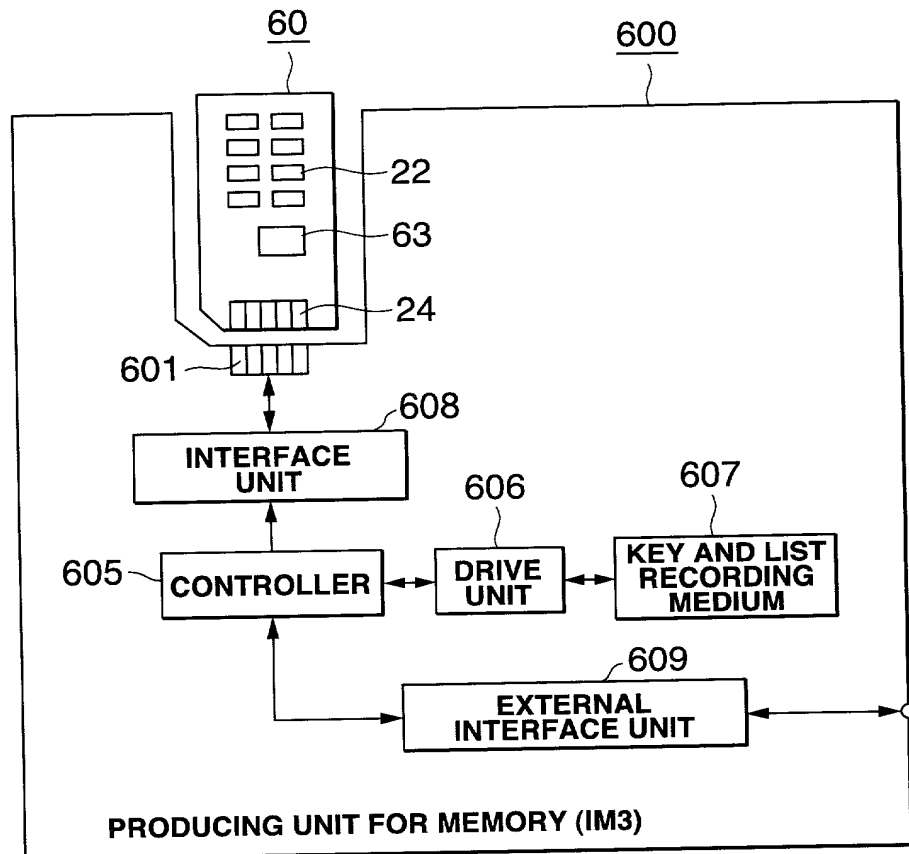 60
600
22
63
24
601
608
INTERFACE
UNIT
606
607
605
CONTROLLER
DRIVE
UNIT
KEY AND LIST
RECORDING
MEDIUM
609
EXTERNAL
INTERFACE UNIT
PRODUCING UNIT FOR MEMORY (IM3)